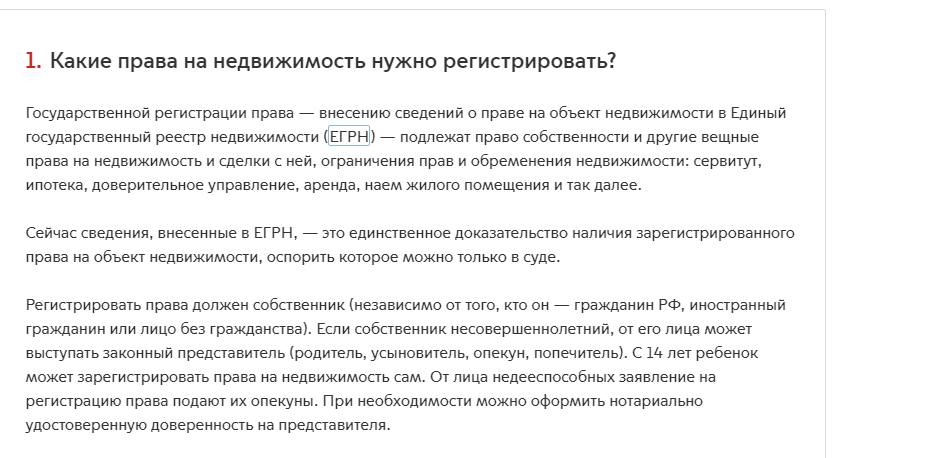 1. Какие права на недвижимость нужно регистрировать?
Государственной регистрации права — внесению сведений о праве на объект недвижимости в Единый
государственный реестр недвижимости (ЕГРН) — подлежат право собственности и другие вещные
права на недвижимость и сделки с ней, ограничения прав и обременения недвижимости: сервитут,
ипотека, доверительное управление, аренда, наем жилого помещения и так далее.
Сейчас сведения, внесенные в ЕГРН, — это единственное доказательство наличия зарегистрированного
права на объект недвижимости, оспорить которое можно только в суде.
Регистрировать права должен собственник (независимо от того, кто он — гражданин РФ, иностранный
гражданин или лицо без гражданства). Если собственник несовершеннолетний, от его лица может
выступать законный представитель (родитель, усыновитель, опекун, попечитель). С 14 лет ребенок
может зарегистрировать права на недвижимость сам. От лица недееспособных заявление на
регистрацию права подают их опекуны. При необходимости можно оформить нотариально
удостоверенную доверенность на представителя.